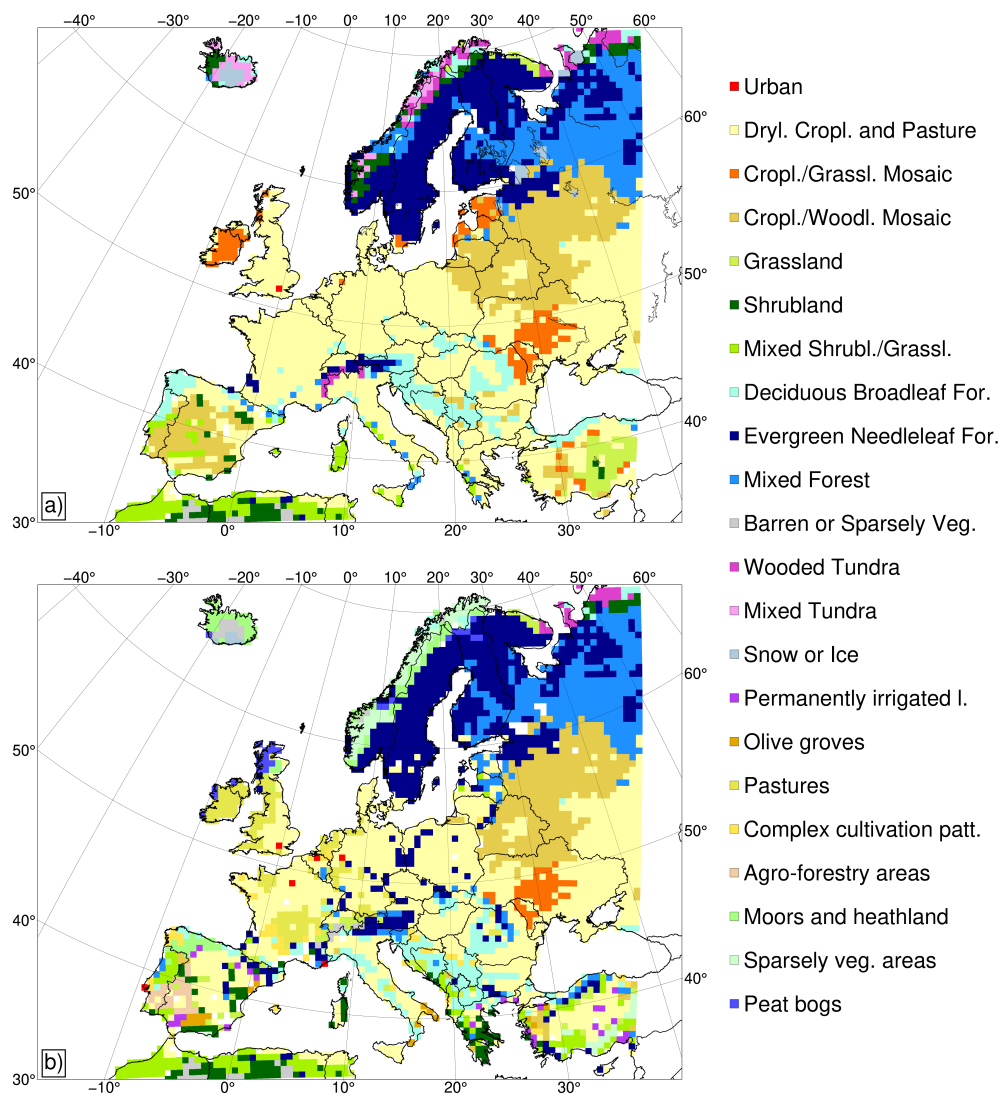 −40° −30° −20° −10° 0° 10° 20° 30° 40° 50° 60°
60°
50°
50°
40°
40°
30°
a)
−10° 0° 10° 20° 30°
−40° −30° −20° −10° 0° 10° 20° 30° 40° 50° 60°
60°
50°
50°
40°
40°
30°
b)
−10° 0° 10° 20° 30°
Urban
Dryl. Cropl. and Pasture
Cropl./Grassl. Mosaic
Cropl./Woodl. Mosaic
Grassland
Shrubland
Mixed Shrubl./Grassl.
Deciduous Broadleaf For.
Evergreen Needleleaf For.
Mixed Forest
Barren or Sparsely Veg.
Wooded Tundra
Mixed Tundra
Snow or Ice
Permanently irrigated l.
Olive groves
Pastures
Complex cultivation patt.
Agro-forestry areas
Moors and heathland
Sparsely veg. areas
Peat bogs